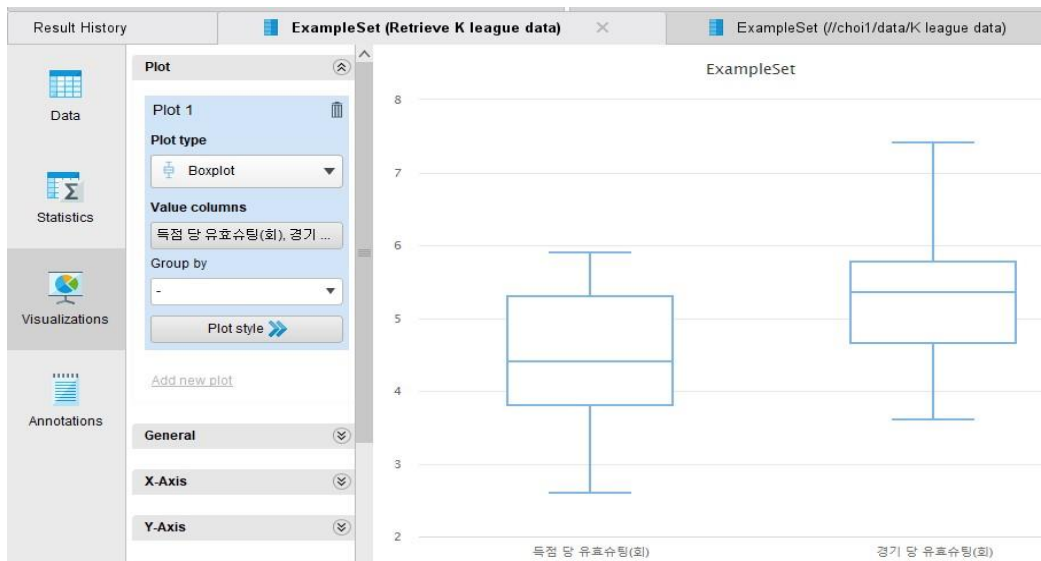 Result History
ExampleSet (Retrieve K league data)
ExampleSet (//choi1/data/K league data)
Data
Statistics
Visualizations
Annotations
Plot
Plot 1
Plot type
Boxplot
Value columns
득점 당 유효슈팅(회), 경기 ...
Group by
-
Plot style
Add new plot
General
X-Axis
Y-Axis
ExampleSet
8
7
6
5
4
3
2
득점 당 유효슈팅(회)
경기 당 유효슈팅(회)